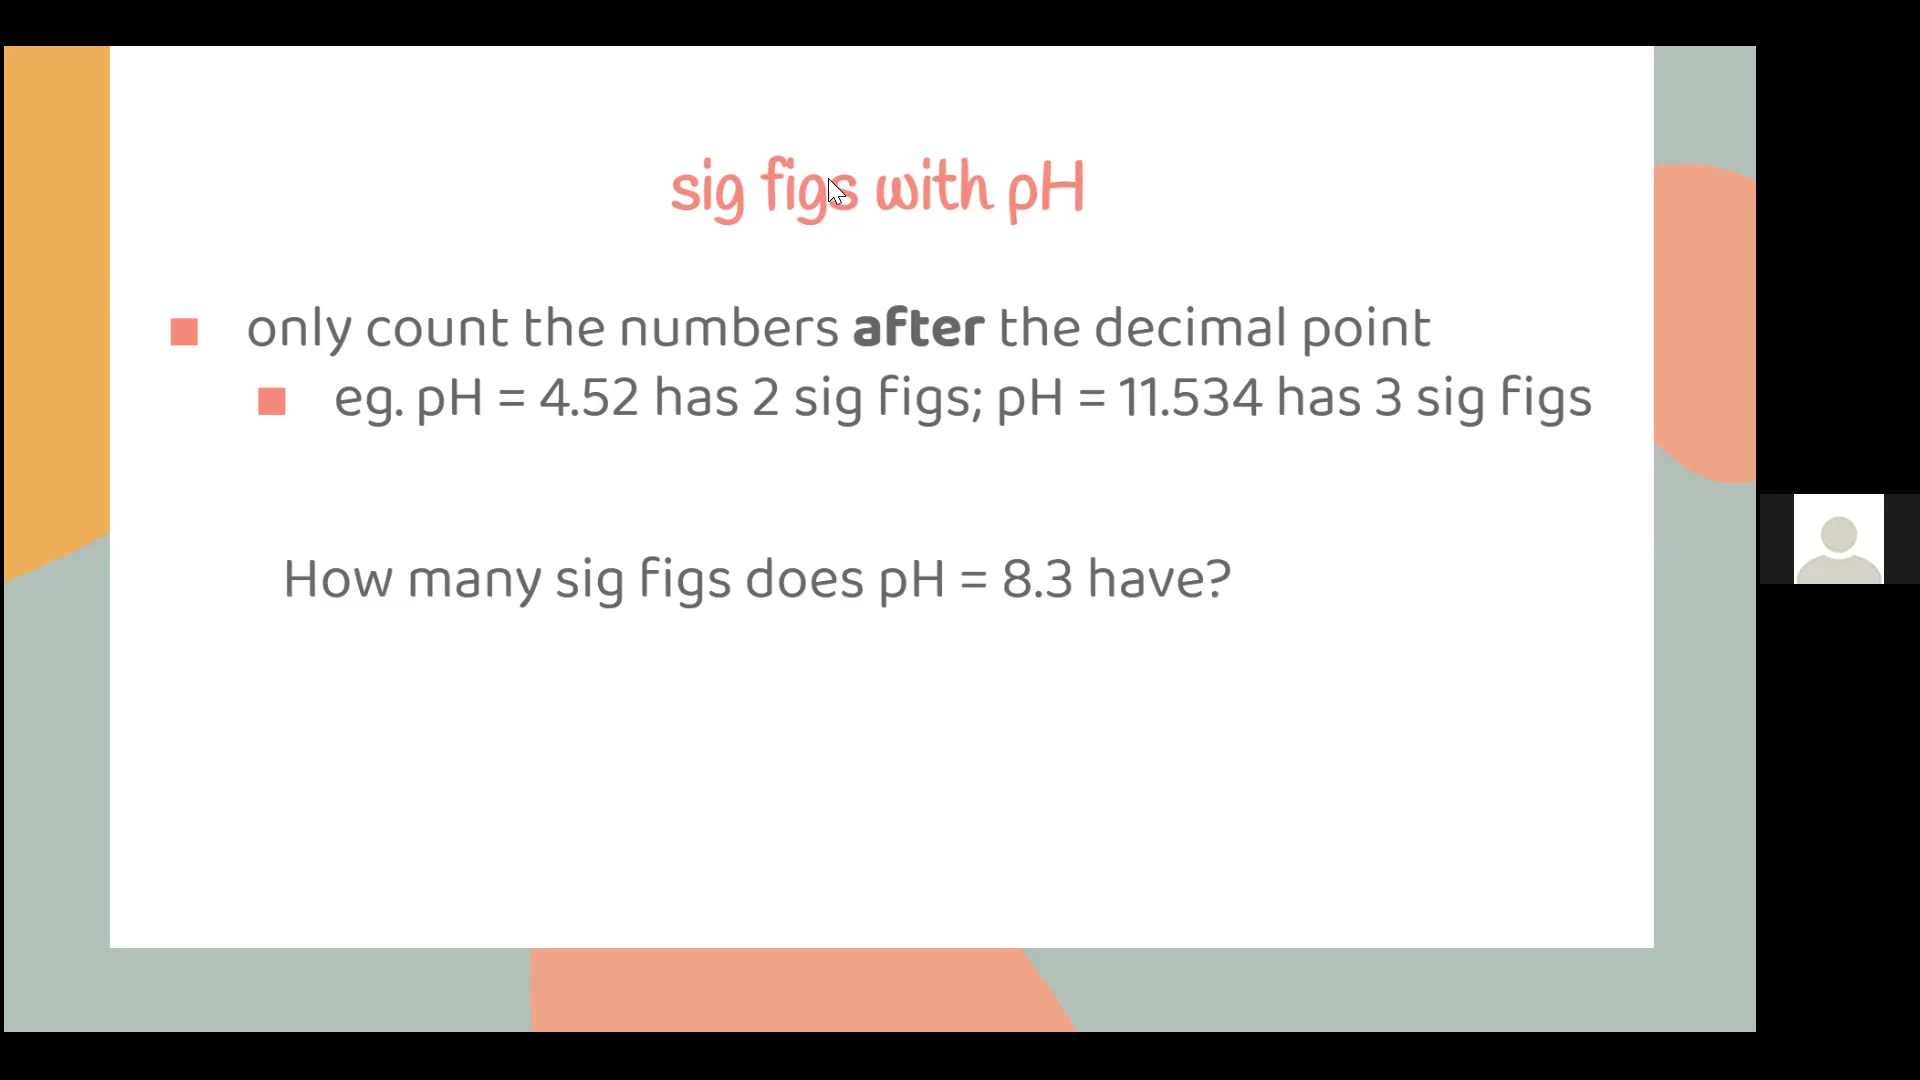 sig figs with pH
only count the numbers after the decimal point
eg. pH = 4.52 has 2 sig figs; pH = 11.534 has 3 sig figs
How many sig figs does pH = 8.3 have?